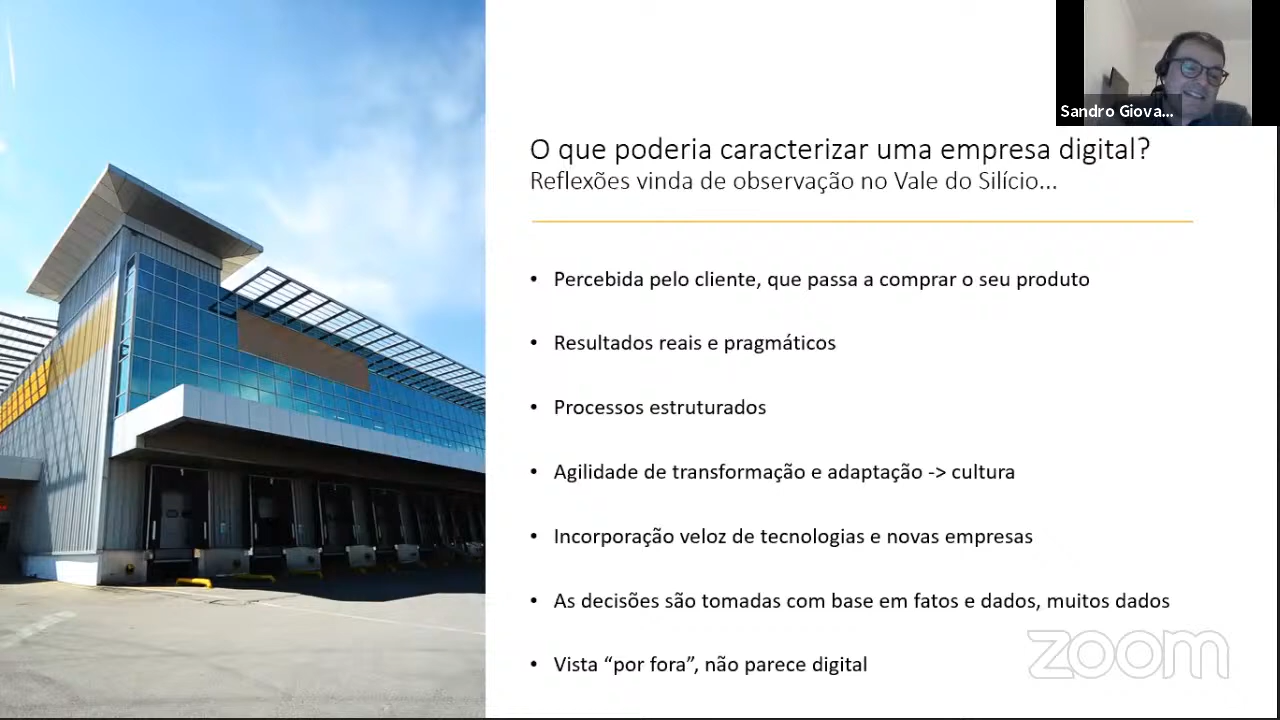 Sandro Giova...
O que poderia caracterizar uma empresa digital?
Reflexões vinda de observação no Vale do Silício...
• Percebida pelo cliente, que passa a comprar o seu produto
• Resultados reais e pragmáticos
• Processos estruturados
• Agilidade de transformação e adaptação -> cultura
• Incorporação veloz de tecnologias e novas empresas
• As decisões são tomadas com base em fatos e dados, muitos dados
• Vista “por fora”, não parece digital
zoom